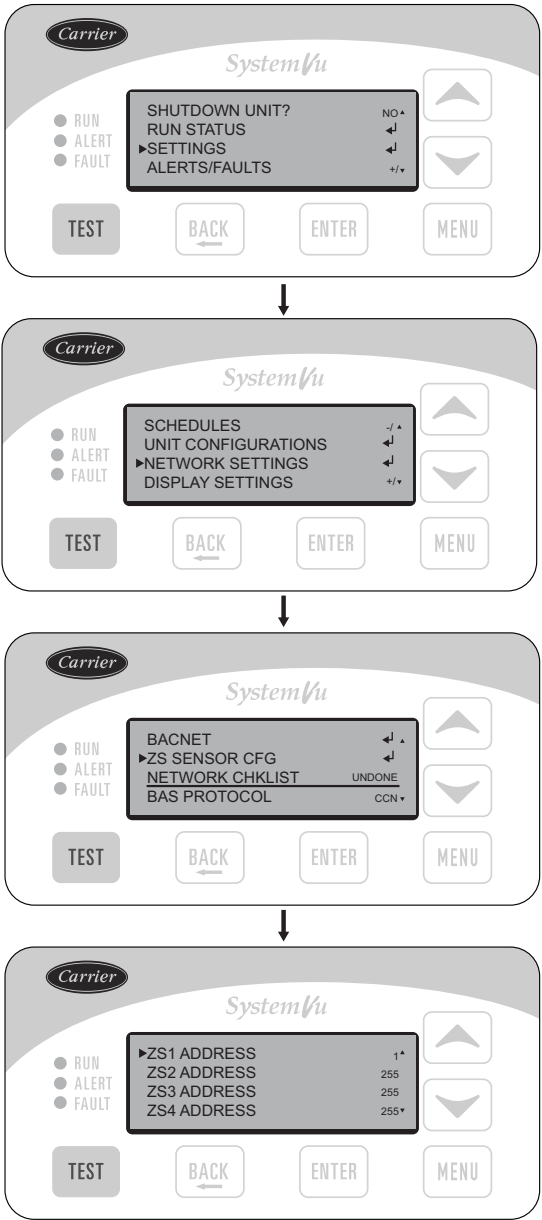 Carrier
SystemVu
RUN
ALERT
FAULT
SHUTDOWN UNIT? NO
RUN STATUS
SETTINGS
ALERTS/FAULTS +/
TEST BACK ENTER MENU
Carrier
SystemVu
RUN
ALERT
FAULT
SCHEDULES -/
UNIT CONFIGURATIONS
NETWORK SETTINGS
DISPLAY SETTINGS +/
TEST BACK ENTER MENU
Carrier
SystemVu
RUN
ALERT
FAULT
BACNET
ZS SENSOR CFG
NETWORK CHKLIST UNDONE
BAS PROTOCOL CCN
TEST BACK ENTER MENU
Carrier
SystemVu
RUN
ALERT
FAULT
ZS1 ADDRESS 1
ZS2 ADDRESS 255
ZS3 ADDRESS 255
ZS4 ADDRESS 255
TEST BACK ENTER MENU